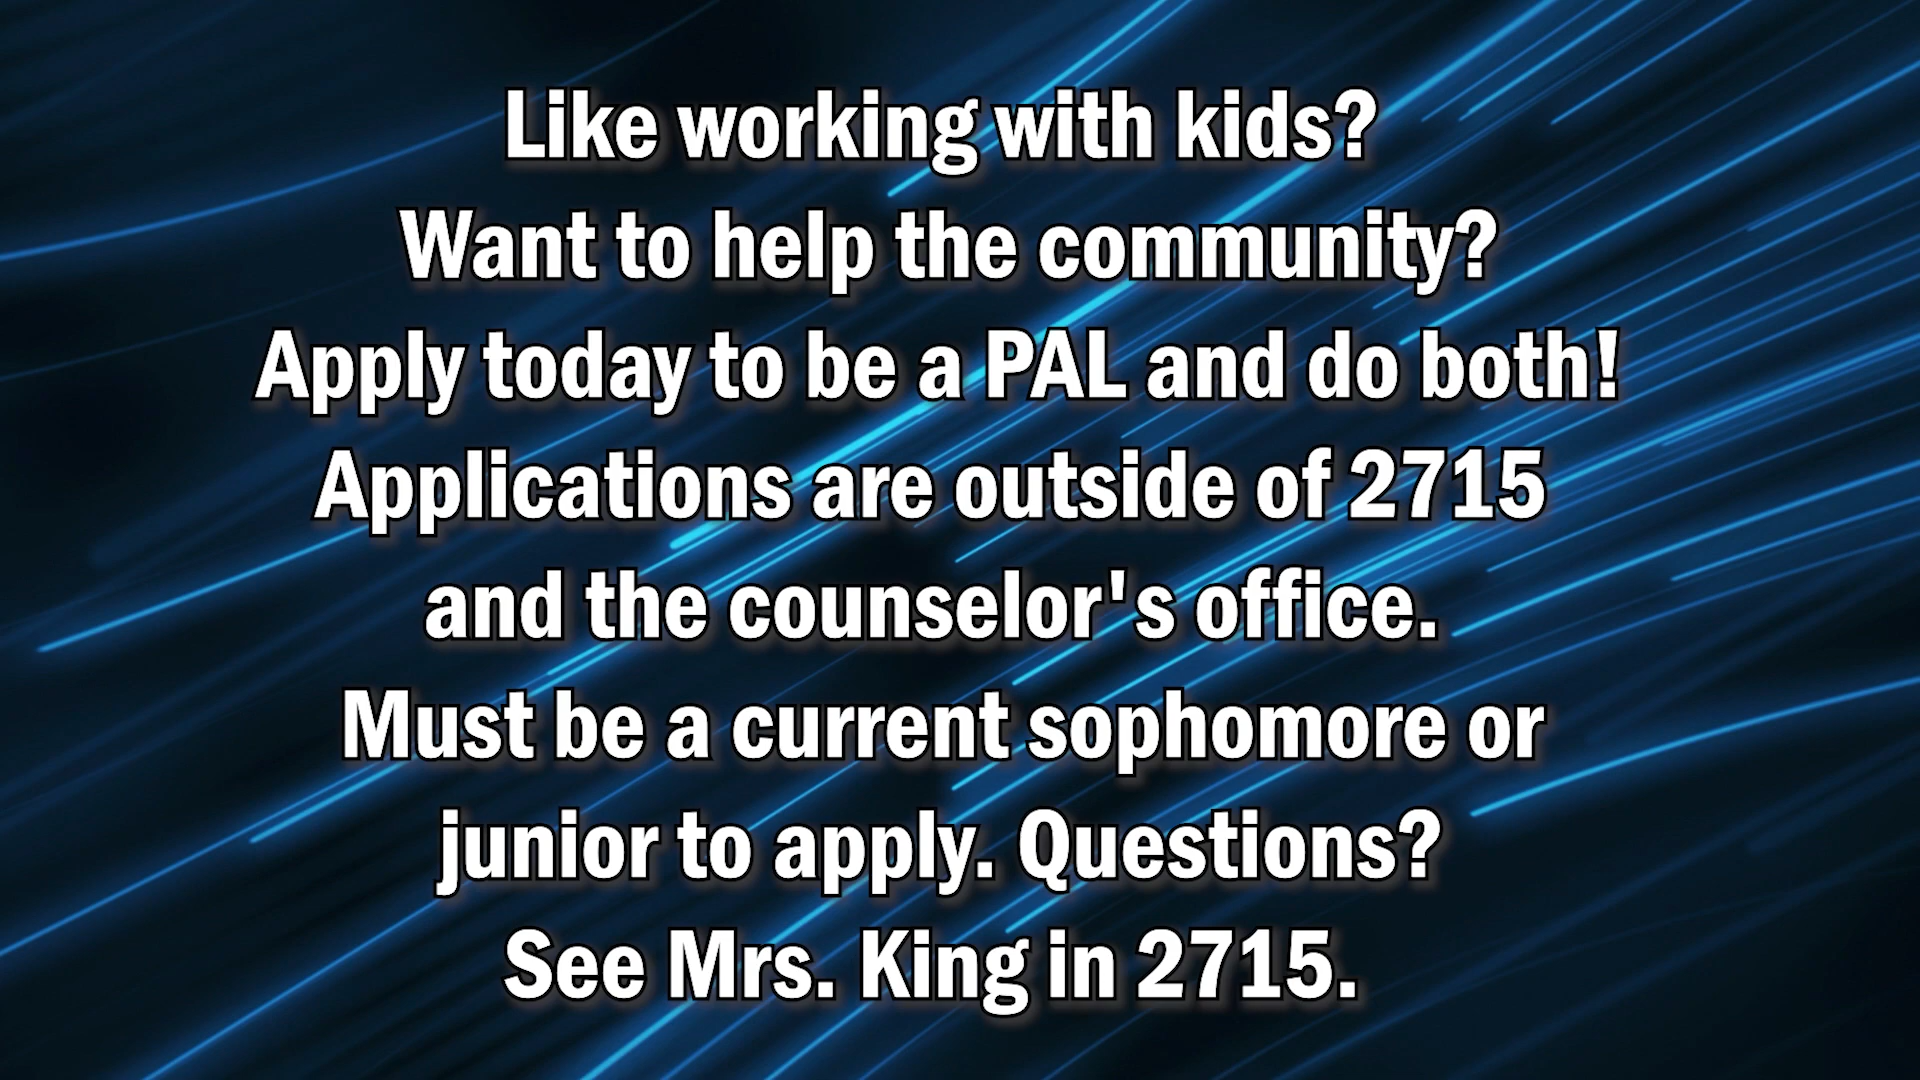 Like working with kids?
Want to help the community?
Apply today to be a PAL and do both!
Applications are outside of 2715
and the counselor's office.
Must be a current sophomore or
junior to apply. Questions?
See Mrs. King in 2715.